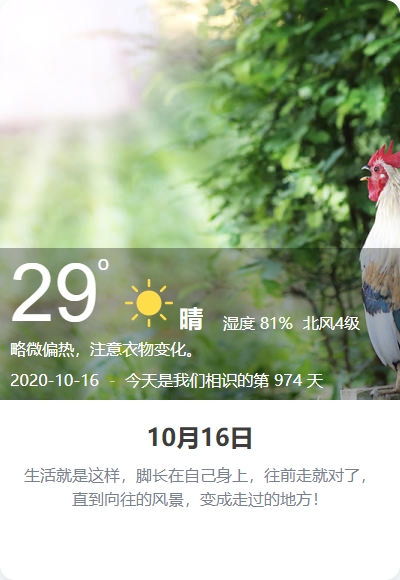 29°
晴 湿度 81% 北风4级
略微偏热，注意衣物变化。
2020-10-16 - 今天是我们相识的第 974 天
10月16日
生活就是这样，脚长在自己身上，往前走就对了，
直到向往的风景，变成走过的地方！